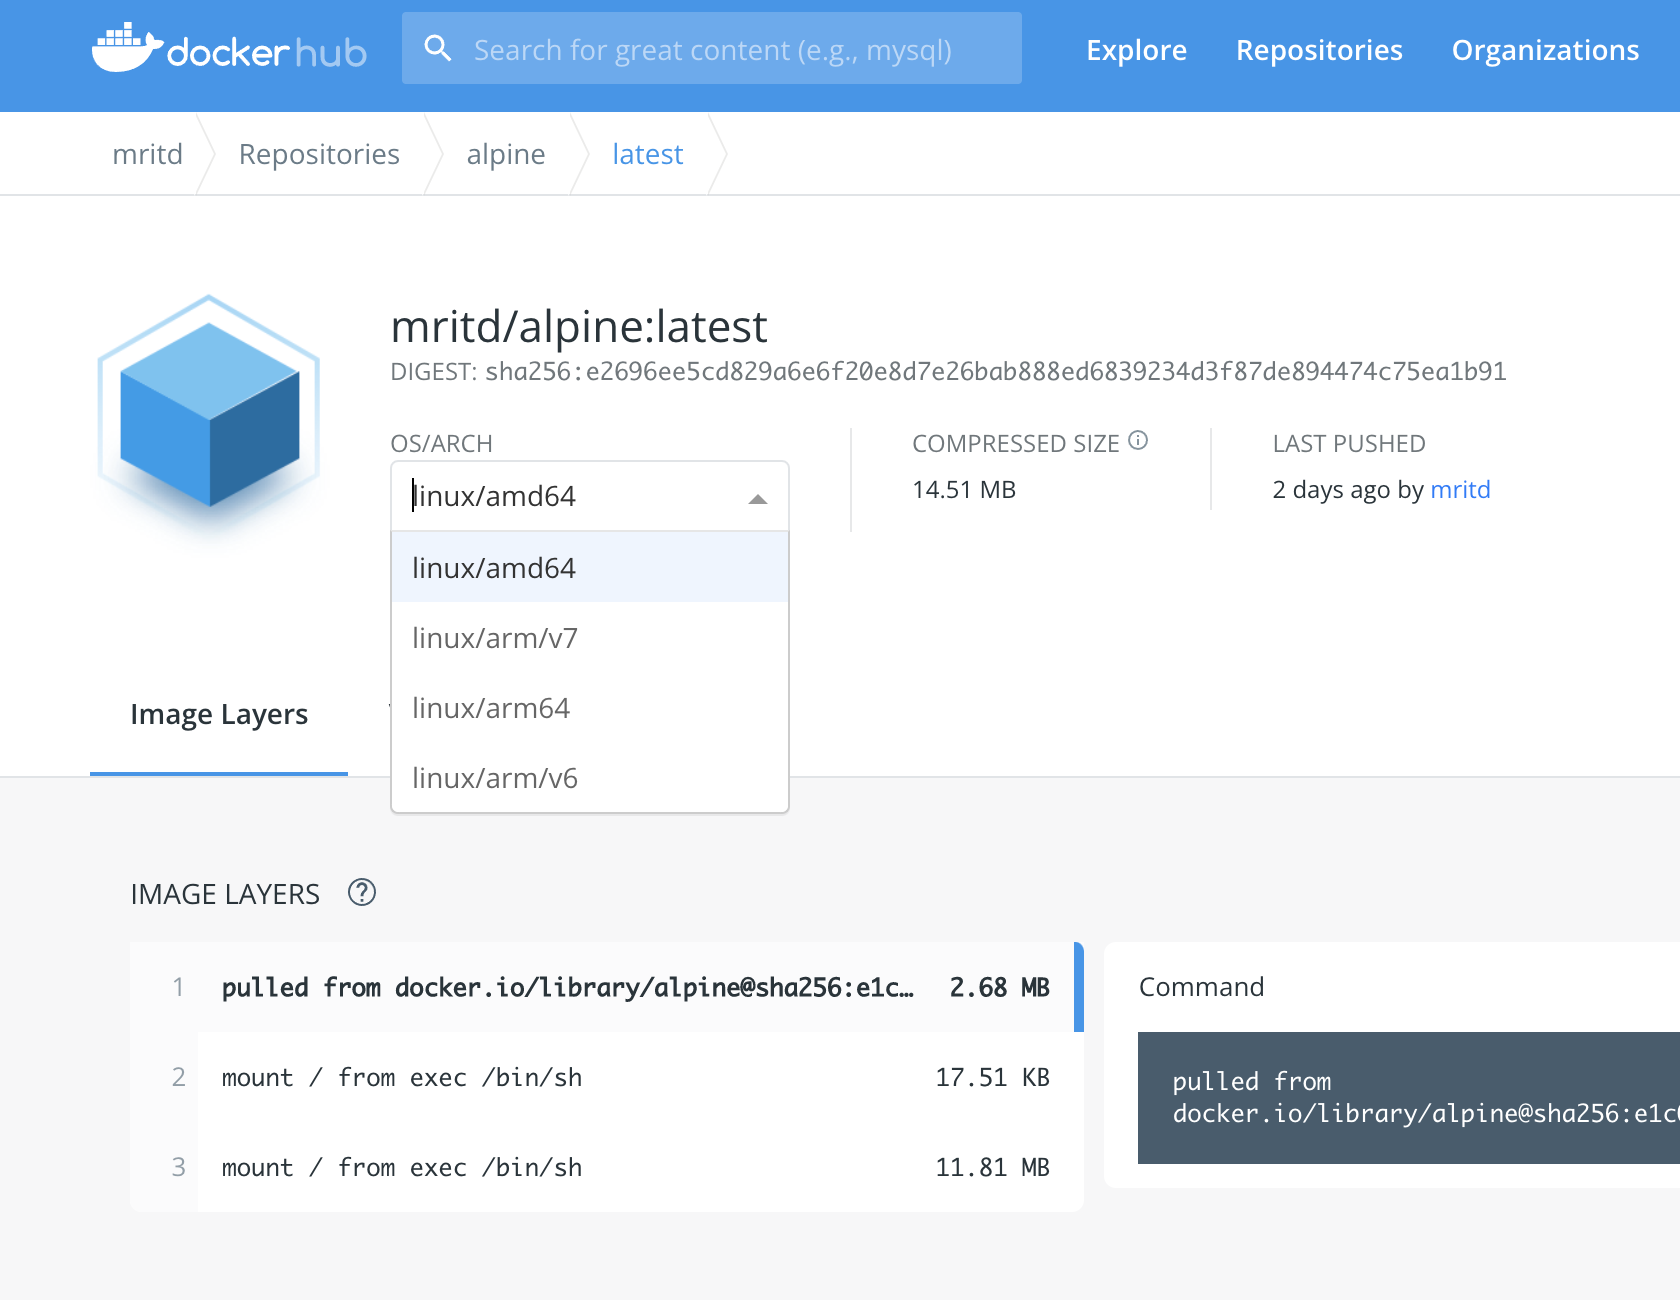 dockerhub
Search for great content (e.g., mysql)
Explore
Repositories
Organizations
mritd
Repositories
alpine
latest
mritd/alpine:latest
DIGEST: sha256:e2696ee5cd829a6e6f20e8d7e26bab888ed6839234d3f87de894474c75ea1b91
OS/ARCH
linux/amd64
linux/amd64
linux/arm/v7
linux/arm64
linux/arm/v6
COMPRESSED SIZE
14.51 MB
LAST PUSHED
2 days ago by mritd
Image Layers
IMAGE LAYERS ?
1 pulled from docker.io/library/alpine@sha256:e1c… 2.68 MB
2 mount / from exec /bin/sh 17.51 KB
3 mount / from exec /bin/sh 11.81 MB
Command
pulled from
docker.io/library/alpine@sha256:e1c